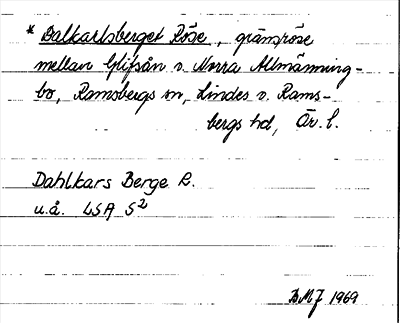 * Dalkarlsberget Röse, gränsröse
mellan Glifsån o. Norra Allmänning-
bo, Ramsbergs sn, Lindes o. Rams-
bergs hd, Ör. l.
Dahlkars Berge R.
u.å. LSA S2
BMJ 1969